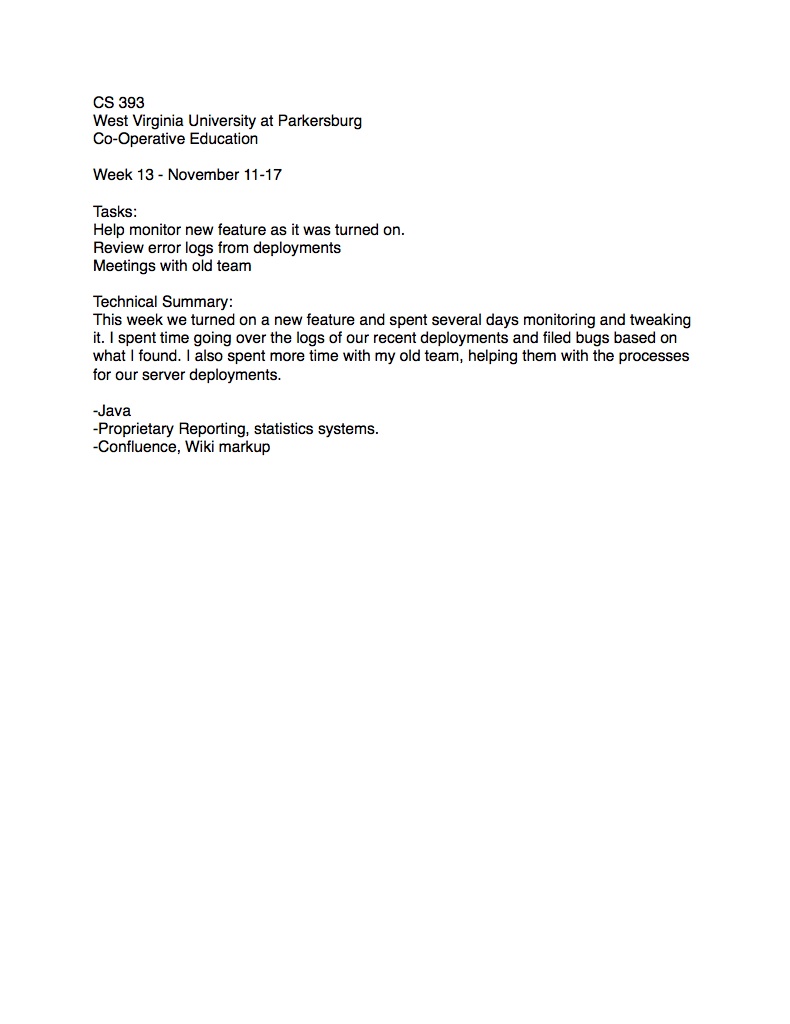 CS 393
West Virginia University at Parkersburg
Co-Operative Education
Week 13 - November 11-17
Tasks:
Help monitor new feature as it was turned on.
Review error logs from deployments
Meetings with old team
Technical Summary:
This week we turned on a new feature and spent several days monitoring and tweaking
it. I spent time going over the logs of our recent deployments and filed bugs based on
what I found. I also spent more time with my old team, helping them with the processes
for our server deployments.
-Java
-Proprietary Reporting, statistics systems.
-Confluence, Wiki markup